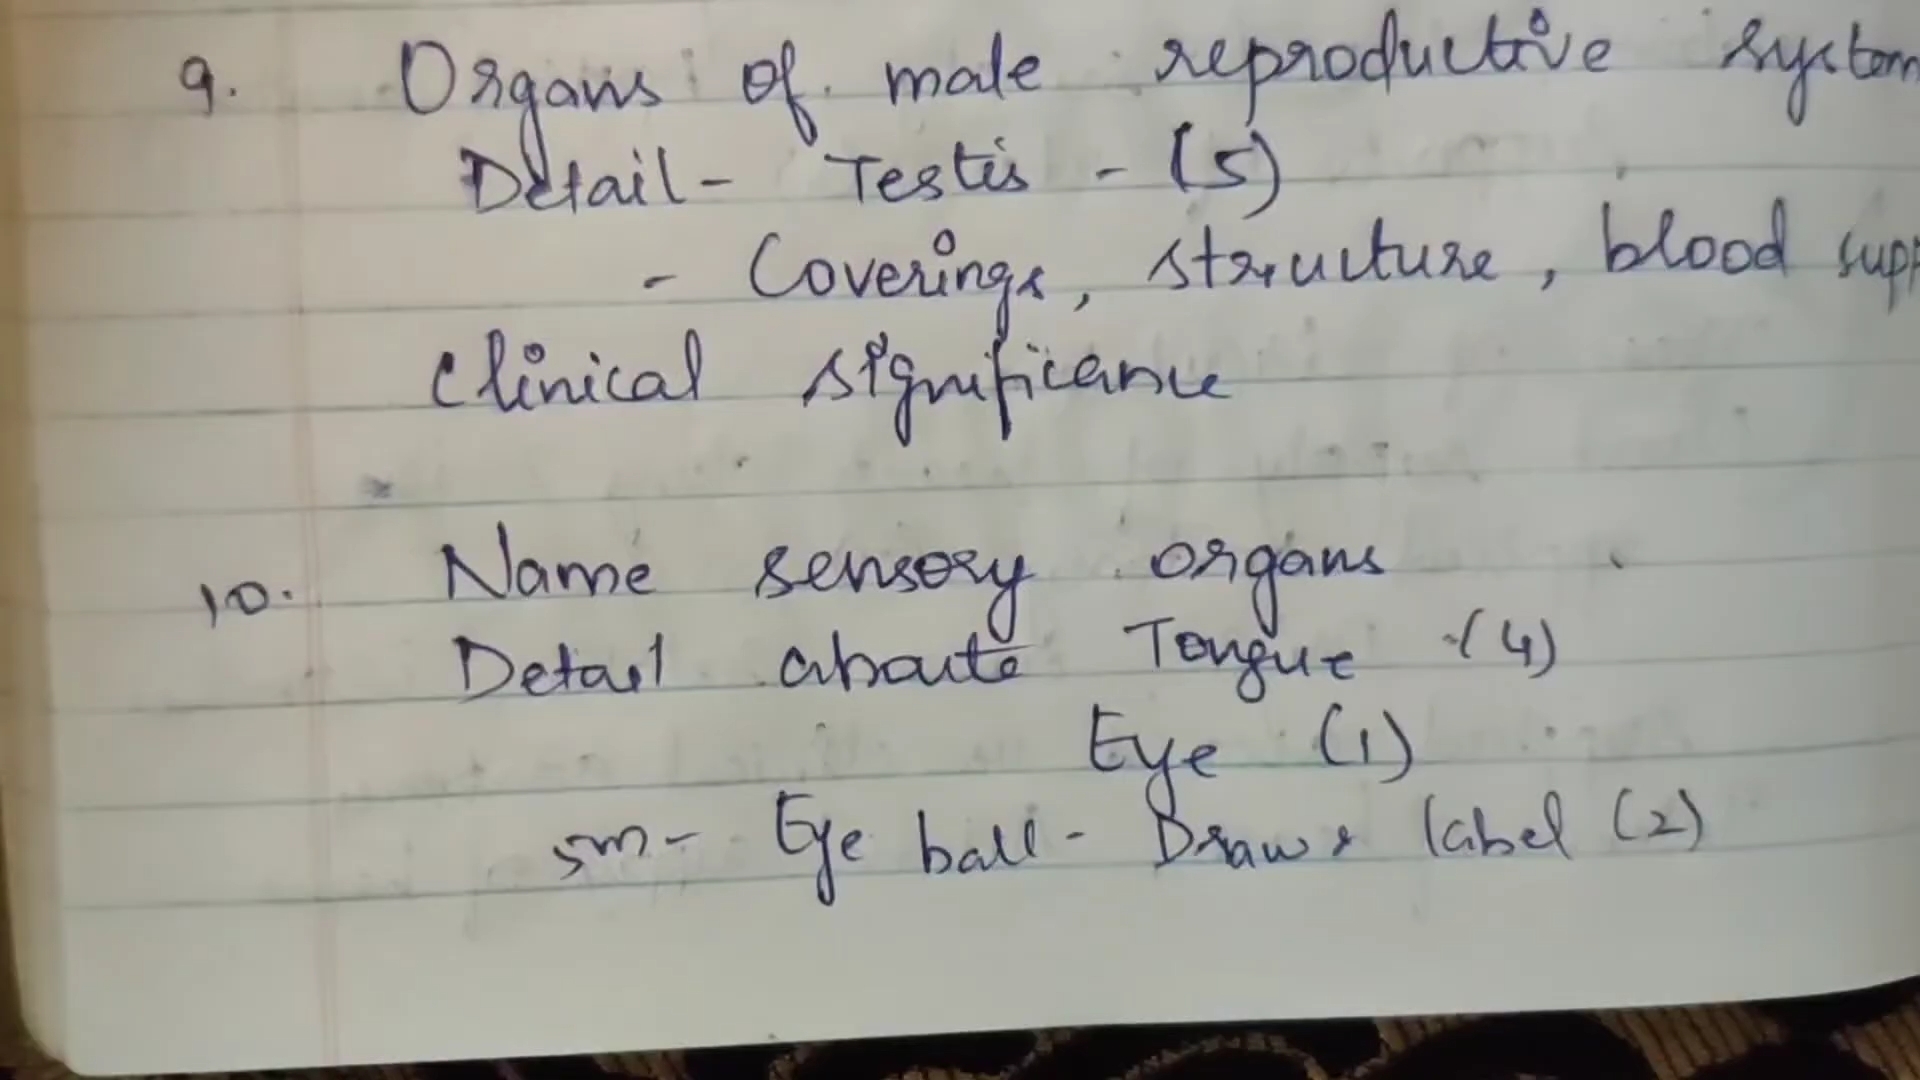 9. Organs of male reproductive system
Detail - Testis - (5)
- Coverings, structure, blood supp
Clinical significance
10. Name sensory organs
Detail aboute Tongue (4)
Eye (1)
5m - Eye ball - Draw & label (2)